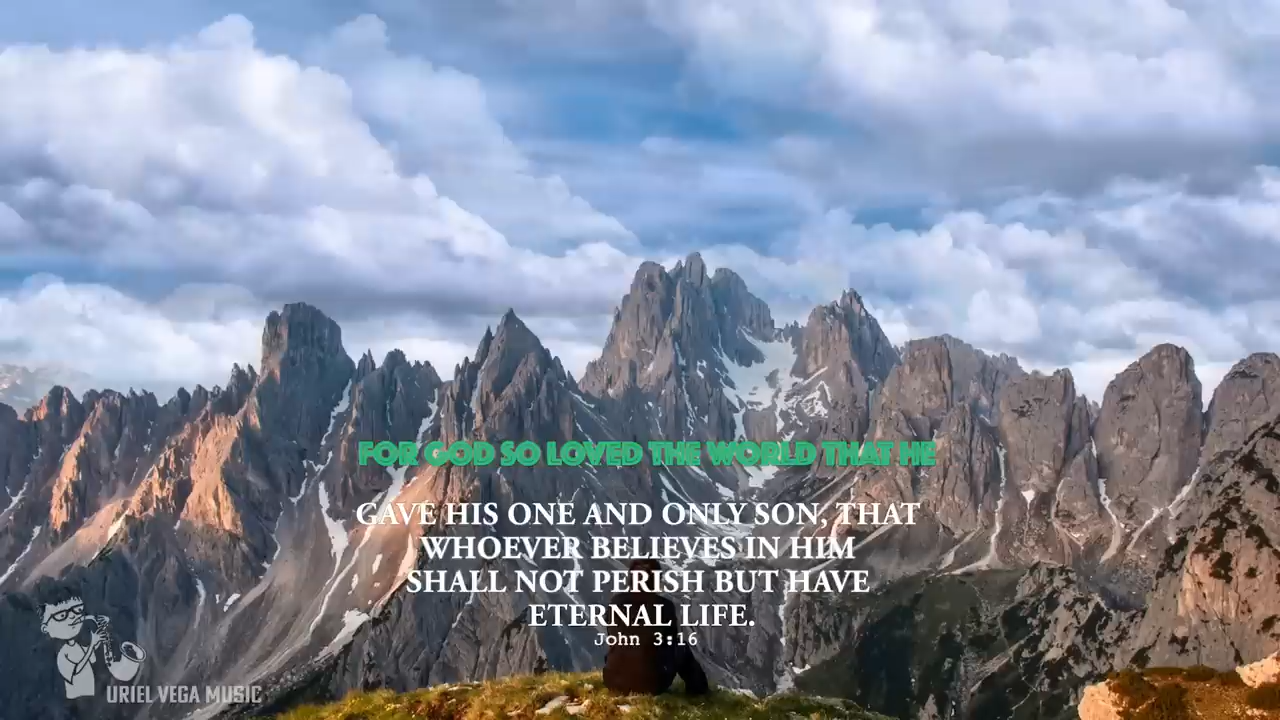 FOR GOD SO LOVED THE WORLD THAT HE
GAVE HIS ONE AND ONLY SON, THAT
WHOEVER BELIEVES IN HIM
SHALL NOT PERISH BUT HAVE
ETERNAL LIFE.
John 3:16
URIEL VEGA MUSIC